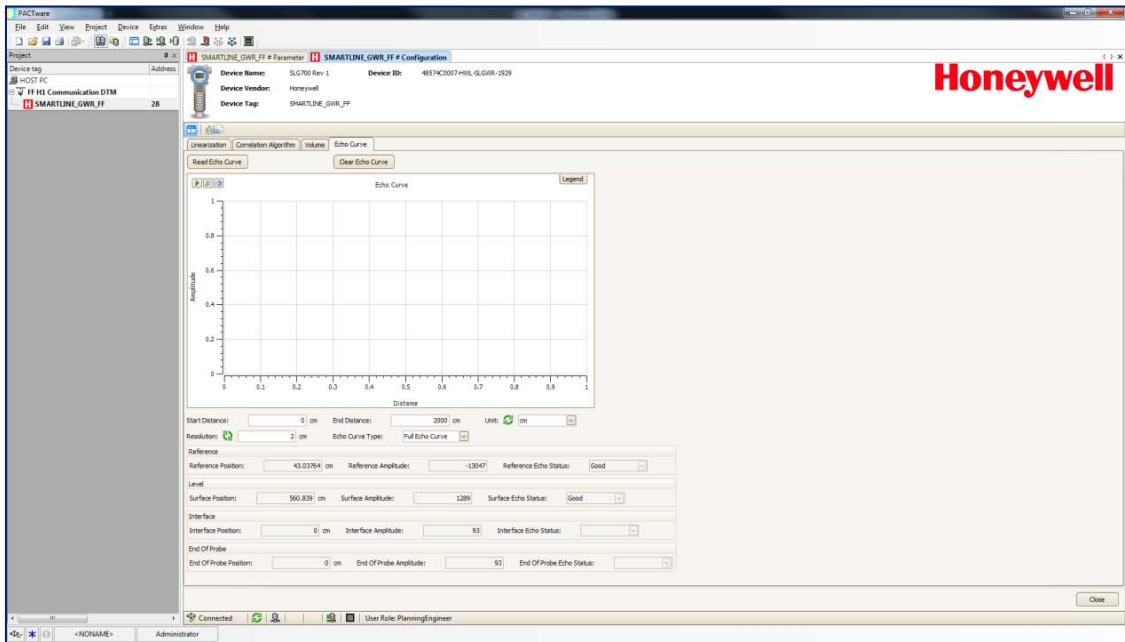 PACTware
File Edit View Project Device Extras Window Help
Project
Device tag Address
HOST PC
FF H1 Communication DTM
SMARTLINE_GWR_FF 28
SMARTLINE_GWR_FF # Parameter SMARTLINE_GWR_FF # Configuration
Device Name: SLG700 Rev 1 Device ID: 48574C0007-HWL-SLGWR-1929
Device Vendor: Honeywell
Device Tag: SMARTLINE_GWR_FF
Honeywell
Linearization Correlation Algorithm Volume Echo Curve
Read Echo Curve Clear Echo Curve
Echo Curve Legend
1
0.8
0.6
0.4
0.2
0
Amplitude
0 0.1 0.2 0.3 0.4 0.5 0.6 0.7 0.8 0.9 1
Distance
Start Distance: 0 cm End Distance: 2000 cm Unit: cm
Resolution: 2 cm Echo Curve Type: Full Echo Curve
Reference
Reference Position: 43.03764 cm Reference Amplitude: -13047 Reference Echo Status: Good
Level
Surface Position: 560.839 cm Surface Amplitude: 1289 Surface Echo Status: Good
Interface
Interface Position: 0 cm Interface Amplitude: 93 Interface Echo Status:
End Of Probe
End Of Probe Position: 0 cm End Of Probe Amplitude: 93 End Of Probe Echo Status:
Close
Connected User Role: PlanningEngineer
<NONAME> Administrator